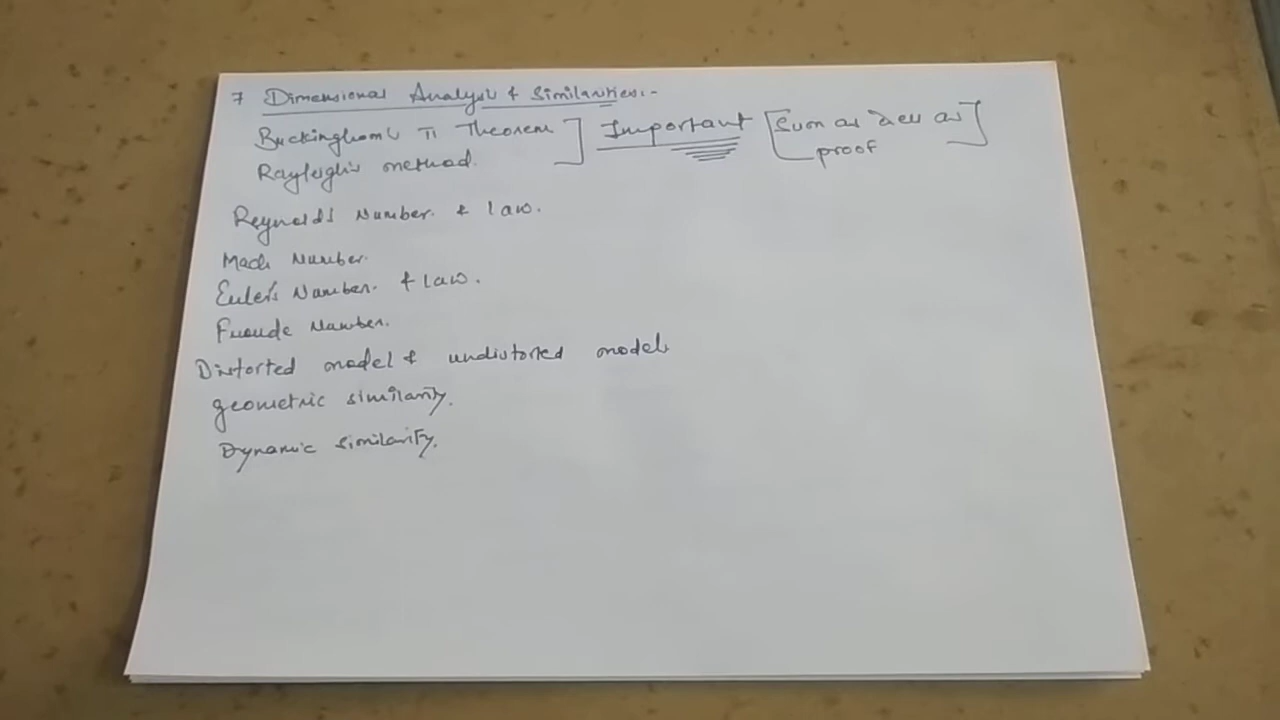 7 Dimensional Analysis & Similarities:-
Buckingham's π Theorem ] Important [Sum as well as
Rayleigh's method. proof
Reynold's Number. & law.
Mach Number.
Euler's Number. & law.
Froude Number.
Distorted model & undistorted model
geometric similarity.
Dynamic similarity.